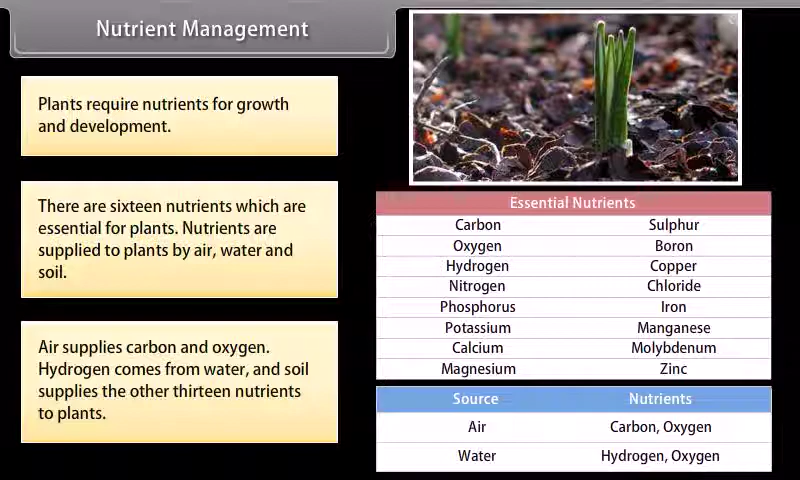 Nutrient Management
Plants require nutrients for growth
and development.
There are sixteen nutrients which are
essential for plants. Nutrients are
supplied to plants by air, water and
soil.
Air supplies carbon and oxygen.
Hydrogen comes from water, and soil
supplies the other thirteen nutrients
to plants.
Essential Nutrients
Carbon Sulphur
Oxygen Boron
Hydrogen Copper
Nitrogen Chloride
Phosphorus Iron
Potassium Manganese
Calcium Molybdenum
Magnesium Zinc
Source Nutrients
Air Carbon, Oxygen
Water Hydrogen, Oxygen